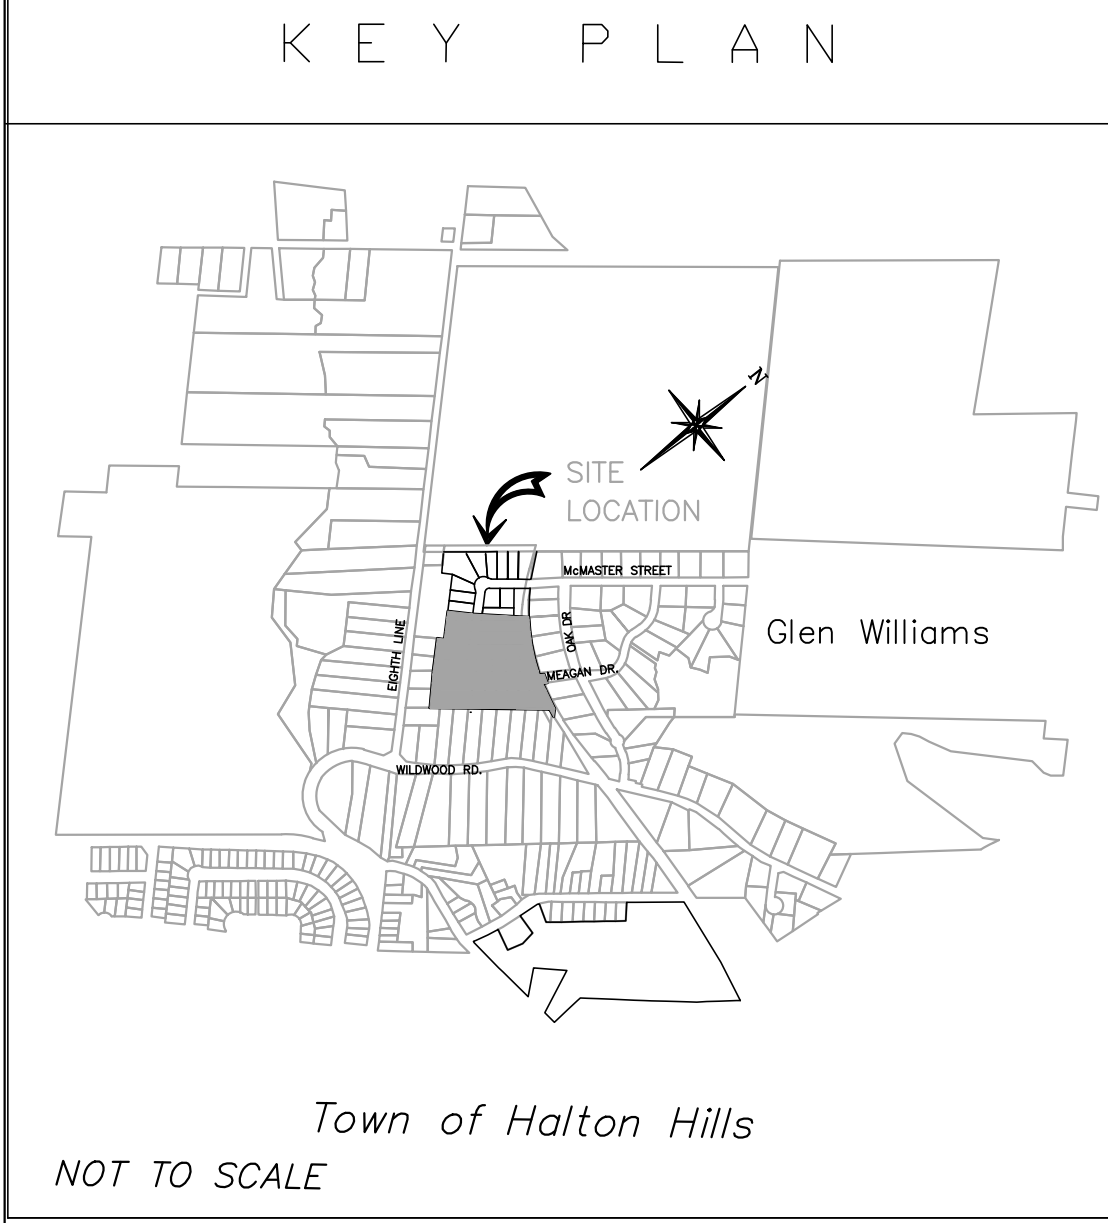 KEY PLAN
N
SITE
LOCATION
McMASTER STREET
OAK DR
Glen Williams
EIGHTH LINE
MEAGAN DR.
WILDWOOD RD.
Town of Halton Hills
NOT TO SCALE